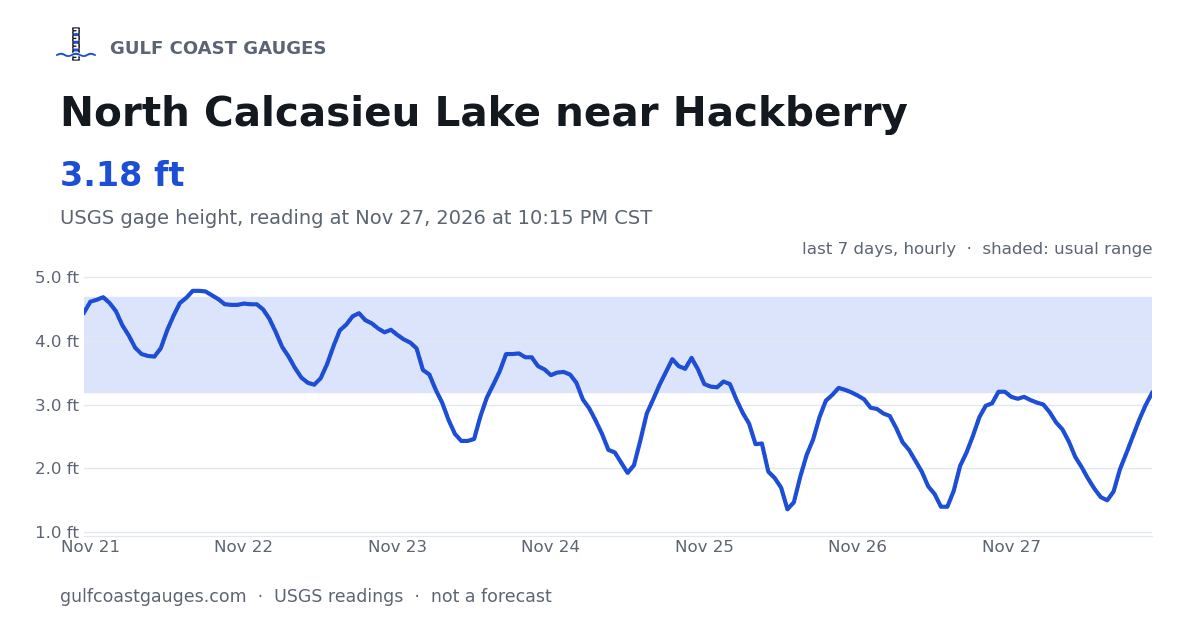 GULF COAST GAUGES
North Calcasieu Lake near Hackberry
3.18 ft
USGS gage height, reading at Nov 27, 2026 at 10:15 PM CST
last 7 days, hourly · shaded: usual range
5.0 ft
4.0 ft
3.0 ft
2.0 ft
1.0 ft
Nov 21 Nov 22 Nov 23 Nov 24 Nov 25 Nov 26 Nov 27
gulfcoastgauges.com · USGS readings · not a forecast